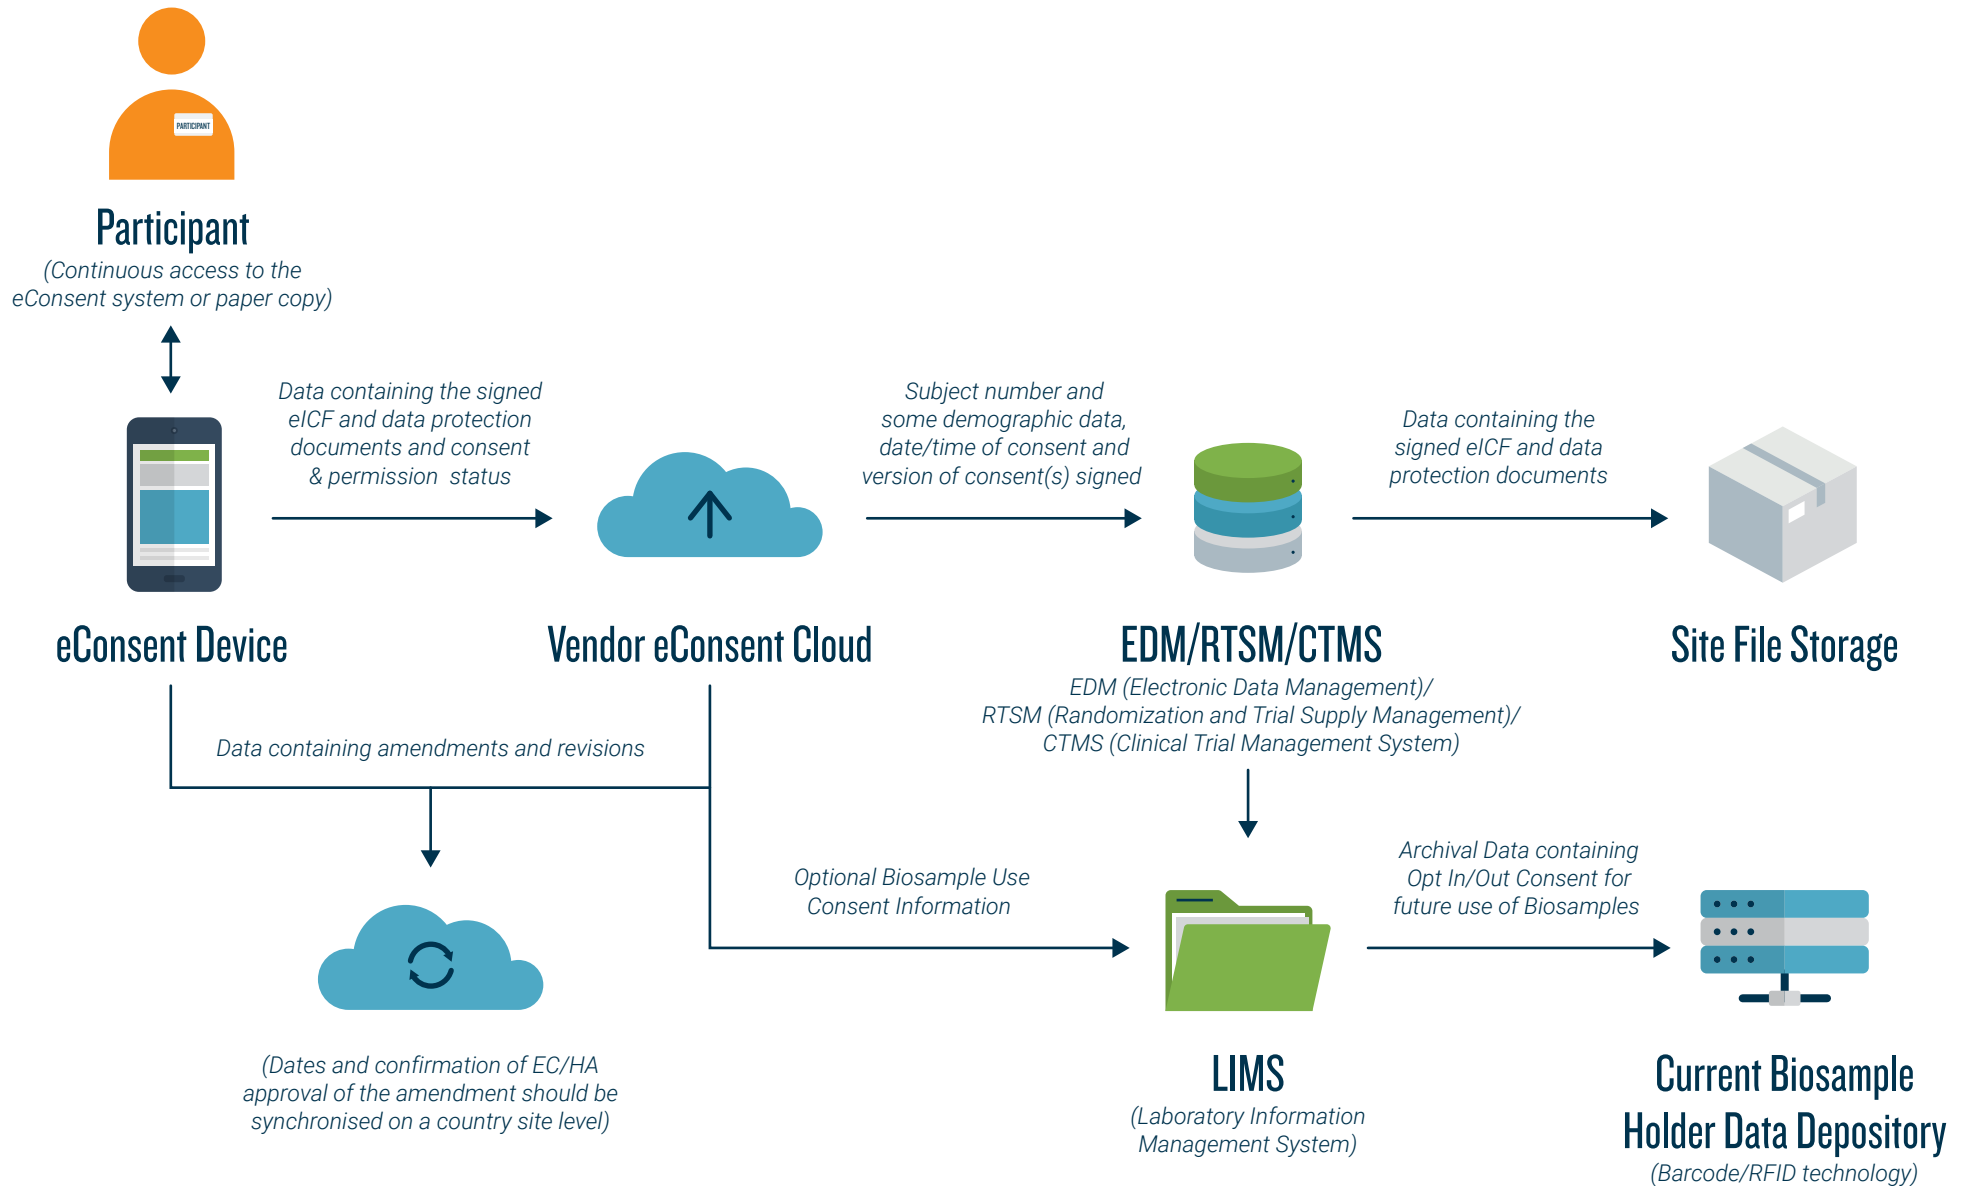 PARTICIPANT
Participant
(Continuous access to the
eConsent system or paper copy)
Data containing the signed
eICF and data protection
documents and consent
& permission status
Subject number and
some demographic data,
date/time of consent and
version of consent(s) signed
Data containing the
signed eICF and data
protection documents
eConsent Device
Vendor eConsent Cloud
EDM/RTSM/CTMS
EDM (Electronic Data Management)/
RTSM (Randomization and Trial Supply Management)/
CTMS (Clinical Trial Management System)
Site File Storage
Data containing amendments and revisions
Optional Biosample Use
Consent Information
Archival Data containing
Opt In/Out Consent for
future use of Biosamples
(Dates and confirmation of EC/HA
approval of the amendment should be
synchronised on a country site level)
LIMS
(Laboratory Information
Management System)
Current Biosample
Holder Data Depository
(Barcode/RFID technology)